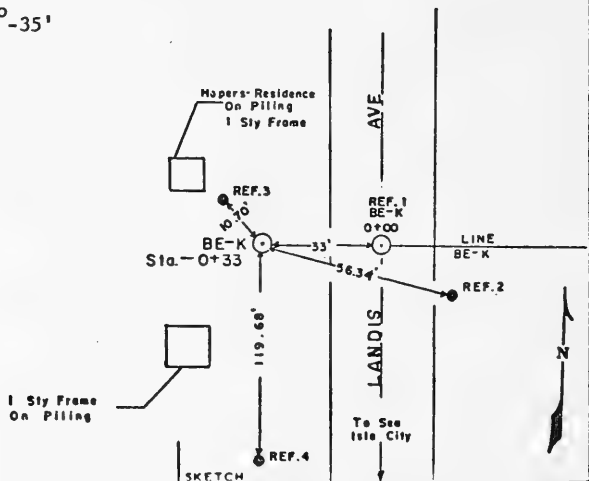 o-35'
Hapers-Residence
On Piling
1 Sty Frame
AVE
REF.3
10.70'
REF.1
BE-K
0+00
BE-K
Sta.-0+33
33'
LINE
BE-K
56.34'
REF.2
119.68'
LANDIS
N
1 Sty Frame
On Piling
To Sea
Isle City
REF.4
SKETCH